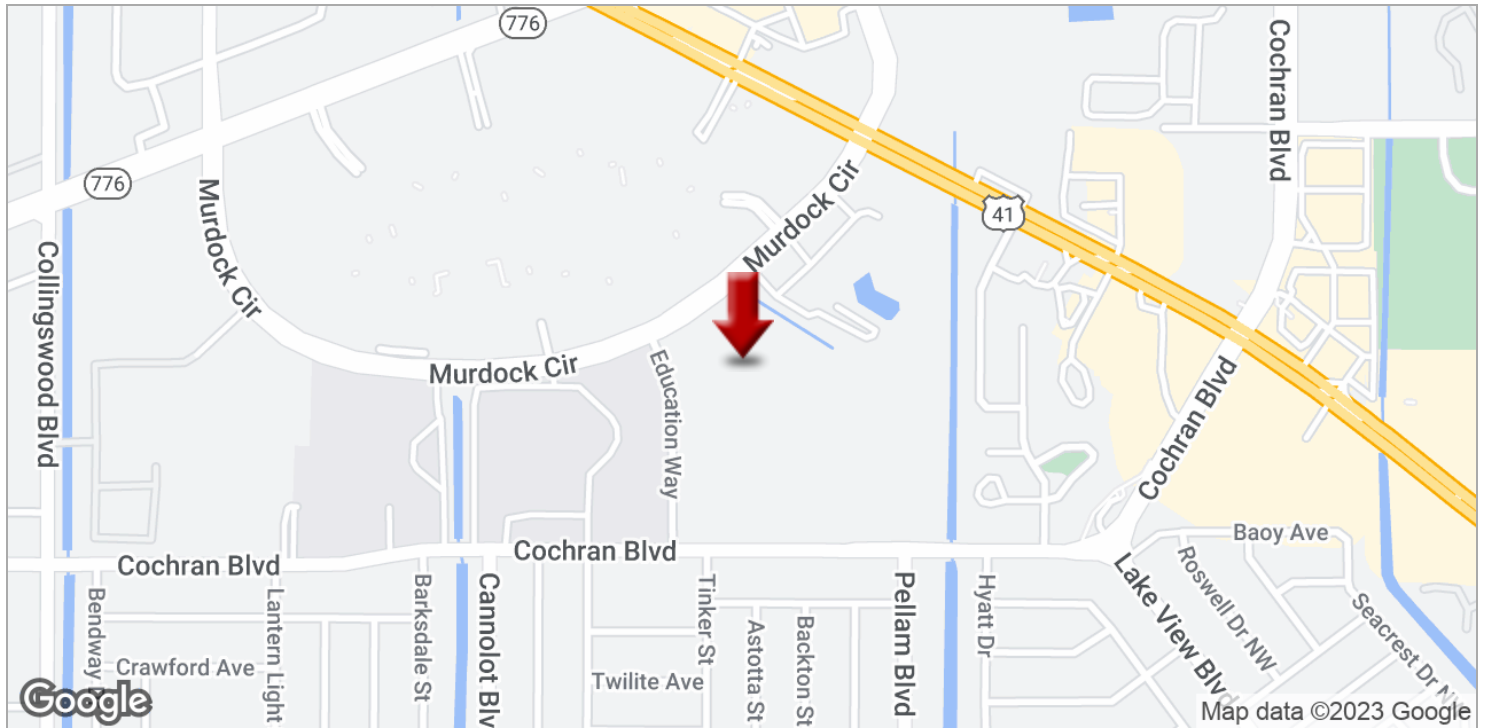 776
776
Murdock Cir
Murdock Cir
Murdock Cir
Collingswood Blvd
41
Cochran Blvd
Cochran Blvd
Education Way
Cochran Blvd
Cochran Blvd
Baoy Ave
Bendway
Lantern Light
Barksdale St
Cannolot Blv
Tinker St
Astotta St
Backton St
Pellam Blvd
Hyatt Dr
Lake View Blvd
Roswell Dr NW
Seacrest Dr N
Crawford Ave
Twilite Ave
Google
Map data ©2023 Google